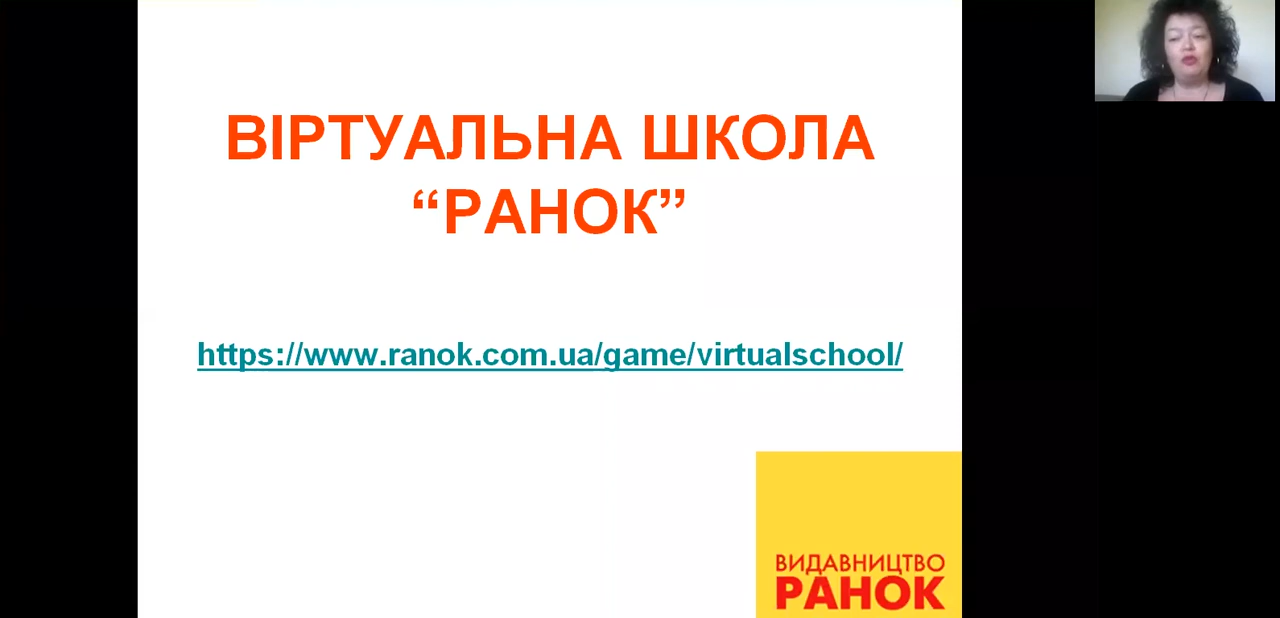 ВІРТУАЛЬНА ШКОЛА
“РАНОК”
https://www.ranok.com.ua/game/virtualschool/
ВИДАВНИЦТВО
РАНОК